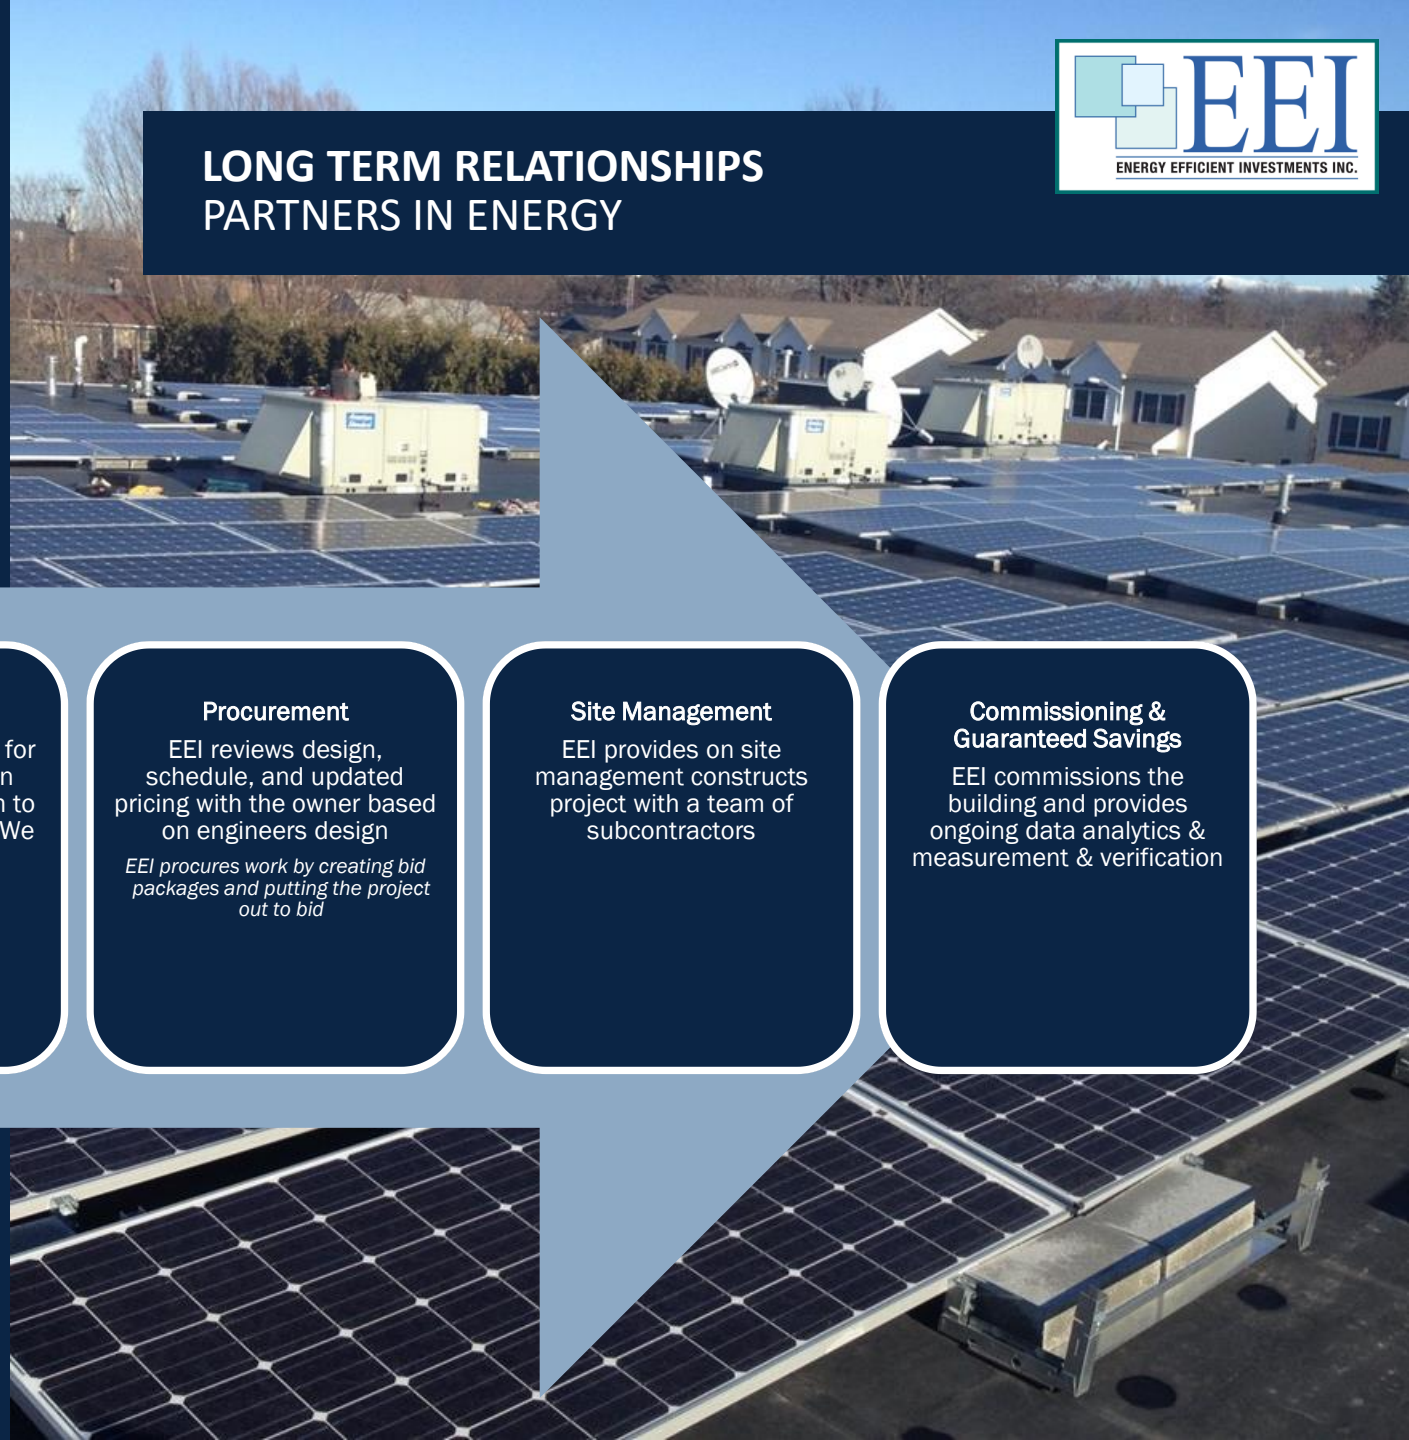 LONG TERM RELATIONSHIPS
PARTNERS IN ENERGY
EEI
ENERGY EFFICIENT INVESTMENTS INC.
for
n
n to
We
Procurement
EEI reviews design,
schedule, and updated
pricing with the owner based
on engineers design
EEI procures work by creating bid
packages and putting the project
out to bid
Site Management
EEI provides on site
management constructs
project with a team of
subcontractors
Commissioning &
Guaranteed Savings
EEI commissions the
building and provides
ongoing data analytics &
measurement & verification